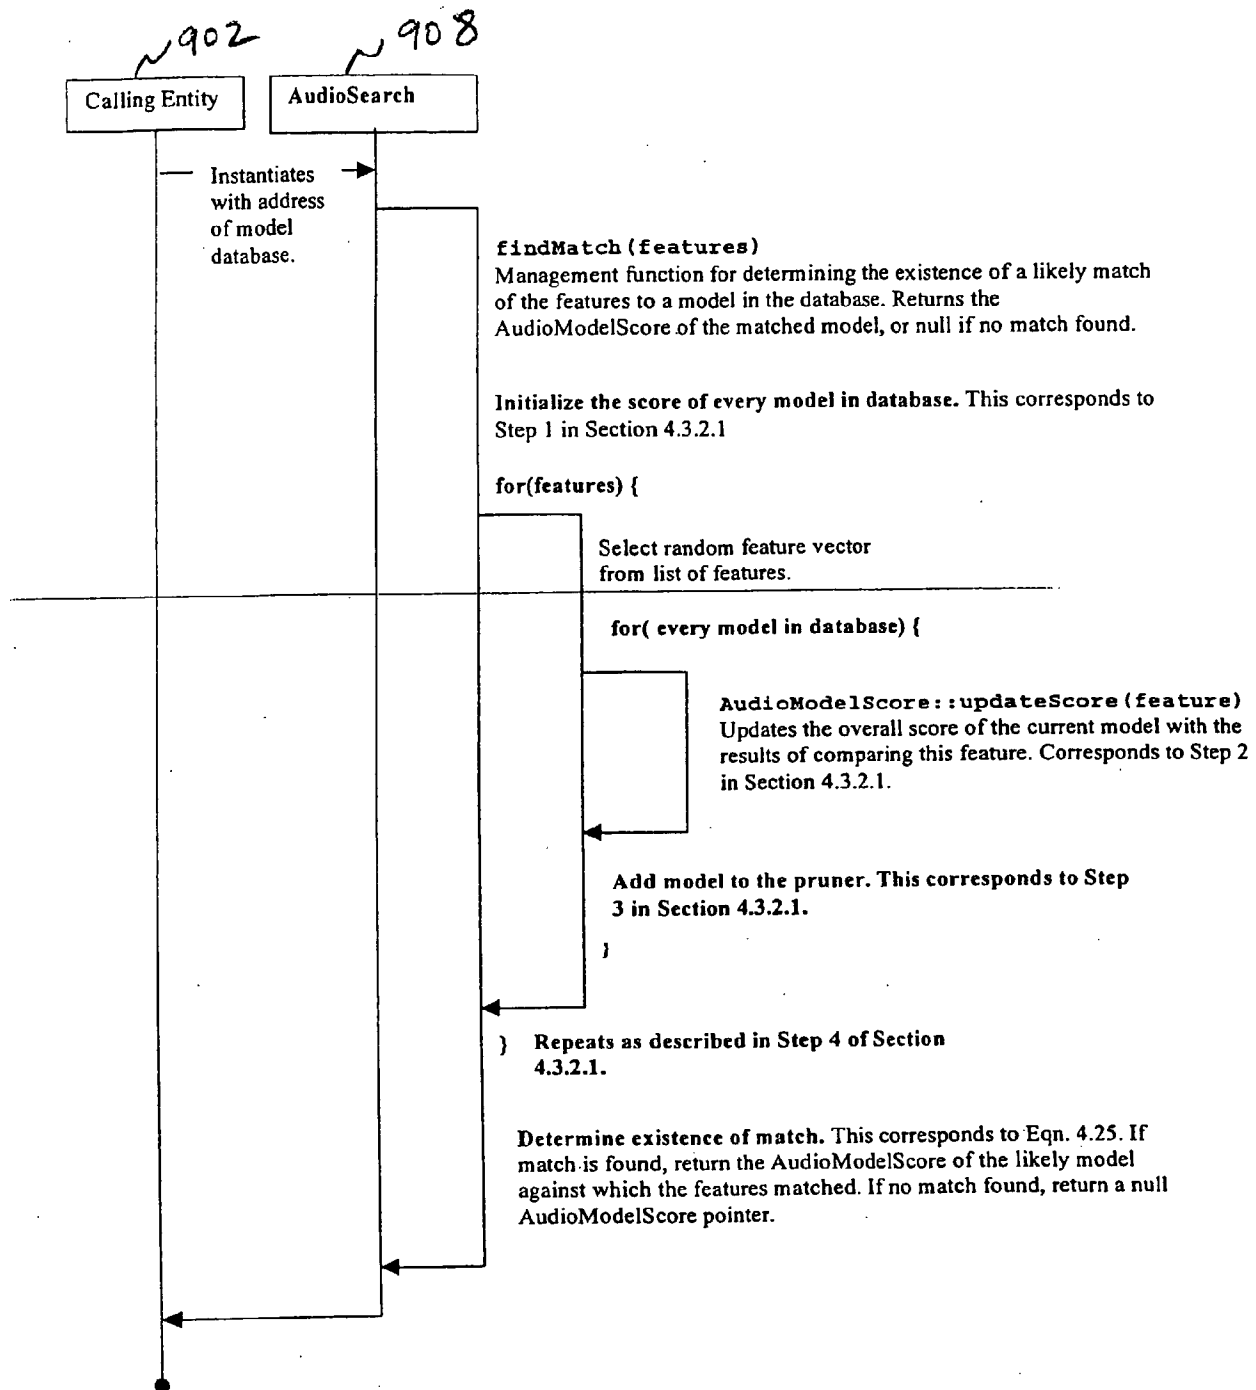 902
908
Calling Entity
AudioSearch
Instantiates
with address
of model
database.
findMatch(features)
Management function for determining the existence of a likely match
of the features to a model in the database. Returns the
AudioModelScore of the matched model, or null if no match found.
Initialize the score of every model in database. This corresponds to
Step 1 in Section 4.3.2.1
for(features) {
Select random feature vector
from list of features.
for( every model in database) {
AudioModelScore::updateScore(feature)
Updates the overall score of the current model with the
results of comparing this feature. Corresponds to Step 2
in Section 4.3.2.1.
Add model to the pruner. This corresponds to Step
3 in Section 4.3.2.1.
}
} Repeats as described in Step 4 of Section
4.3.2.1.
Determine existence of match. This corresponds to Eqn. 4.25. If
match is found, return the AudioModelScore of the likely model
against which the features matched. If no match found, return a null
AudioModelScore pointer.